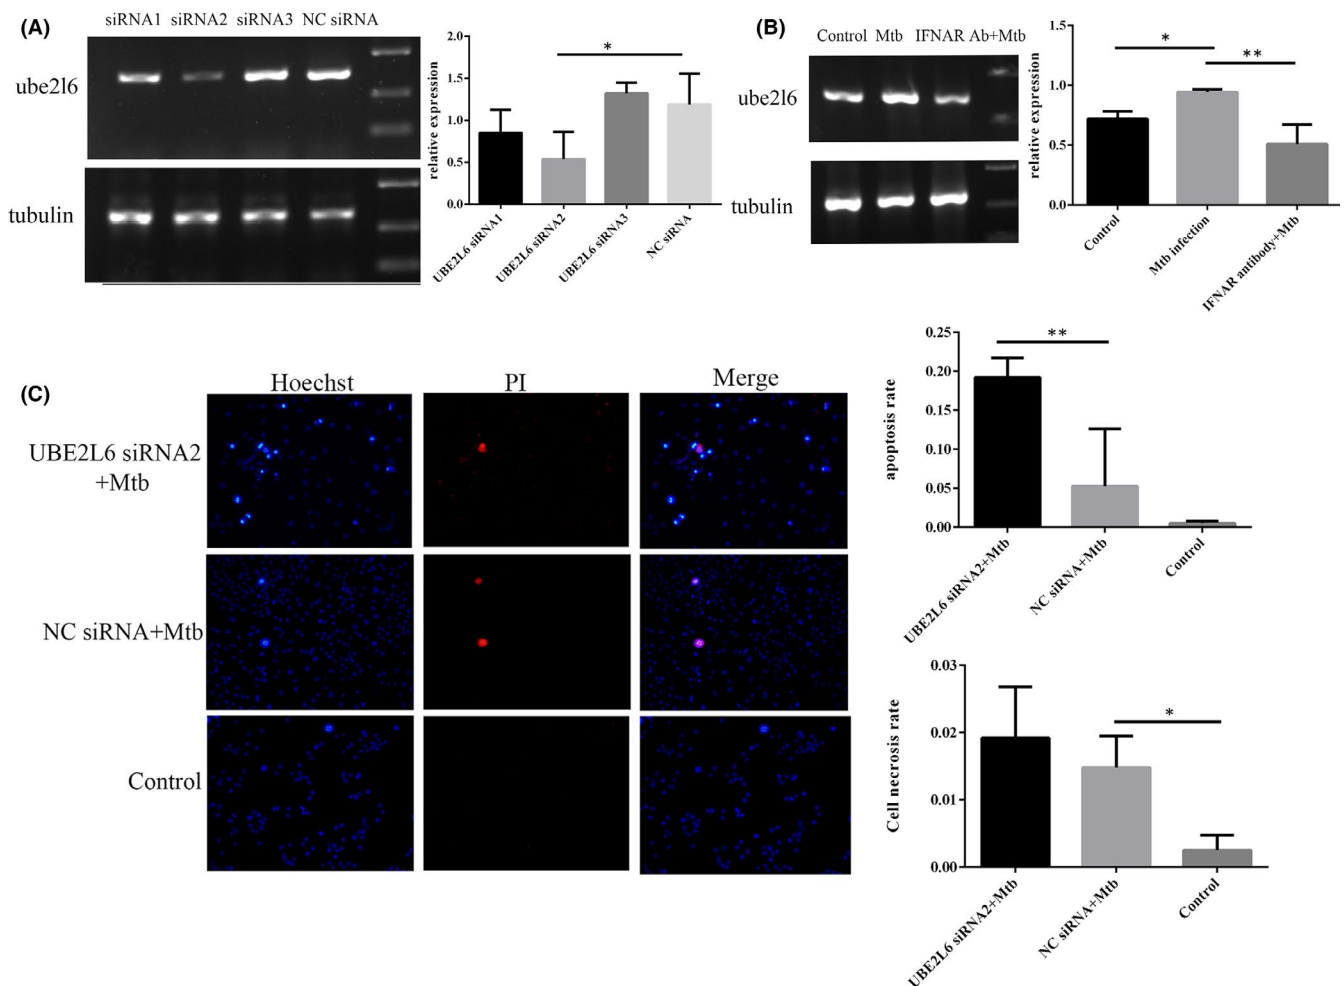 (A)
siRNA1 siRNA2 siRNA3 NC siRNA
ube2l6
tubulin
relative expression
2.0
1.5
1.0
0.5
0.0
*
UBE2L6 siRNA1
UBE2L6 siRNA2
UBE2L6 siRNA3
NC siRNA
(B)
Control Mtb IFNAR Ab+Mtb
ube2l6
tubulin
relative expression
1.5
1.0
0.5
0.0
*
**
Control
Mtb infection
IFNAR antibody+Mtb
(C)
Hoechst PI Merge
UBE2L6 siRNA2
+Mtb
NC siRNA+Mtb
Control
apoptosis rate
0.25
0.20
0.15
0.10
0.05
0.00
**
UBE2L6 siRNA2+Mtb
NC siRNA+Mtb
Control
Cell necrosis rate
0.03
0.02
0.01
0.00
*
UBE2L6 siRNA2+Mtb
NC siRNA+Mtb
Control